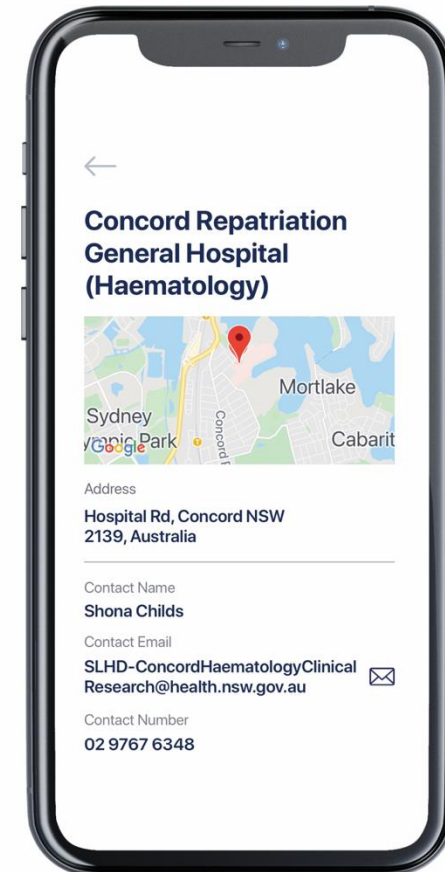 Concord Repatriation
General Hospital
(Haematology)
Mortlake
Sydney
Park
Google
Concord
Cabarit
Address
Hospital Rd, Concord NSW
2139, Australia
Contact Name
Shona Childs
Contact Email
SLHD-ConcordHaematologyClinical
Research@health.nsw.gov.au
Contact Number
02 9767 6348